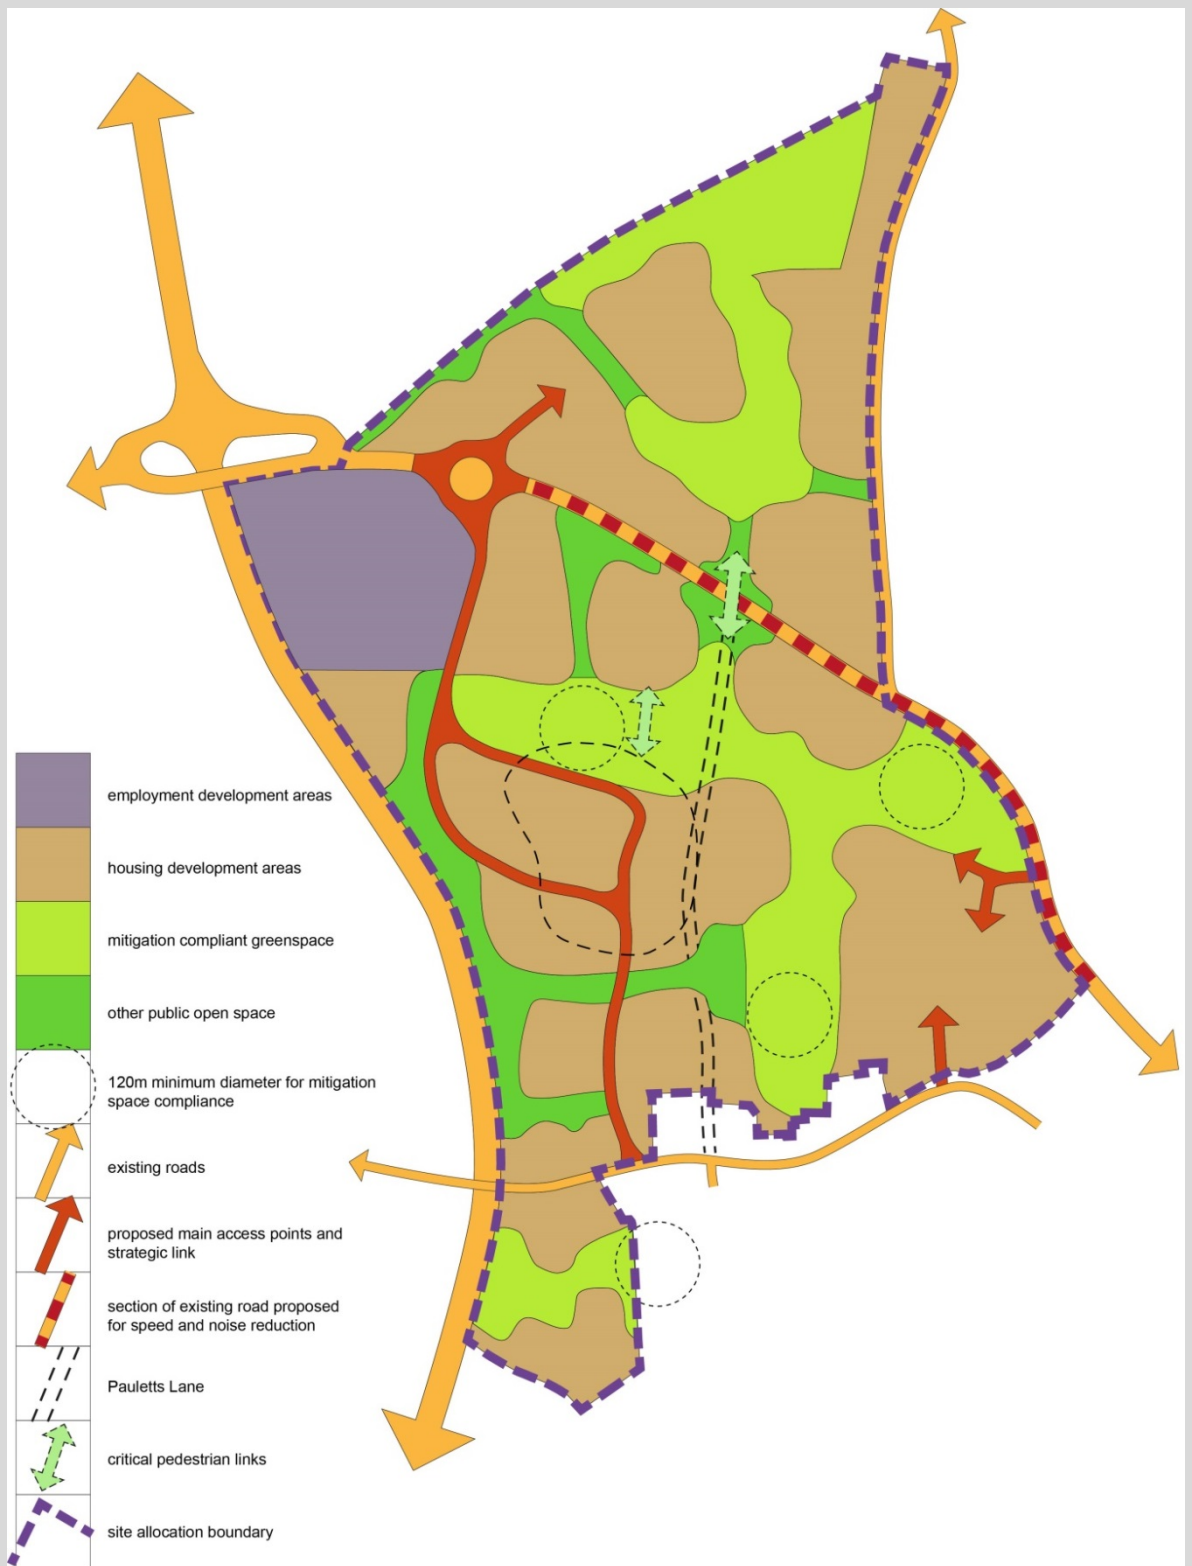 employment development areas
housing development areas
mitigation compliant greenspace
other public open space
120m minimum diameter for mitigation
space compliance
existing roads
proposed main access points and
strategic link
section of existing road proposed
for speed and noise reduction
Pauletts Lane
critical pedestrian links
site allocation boundary